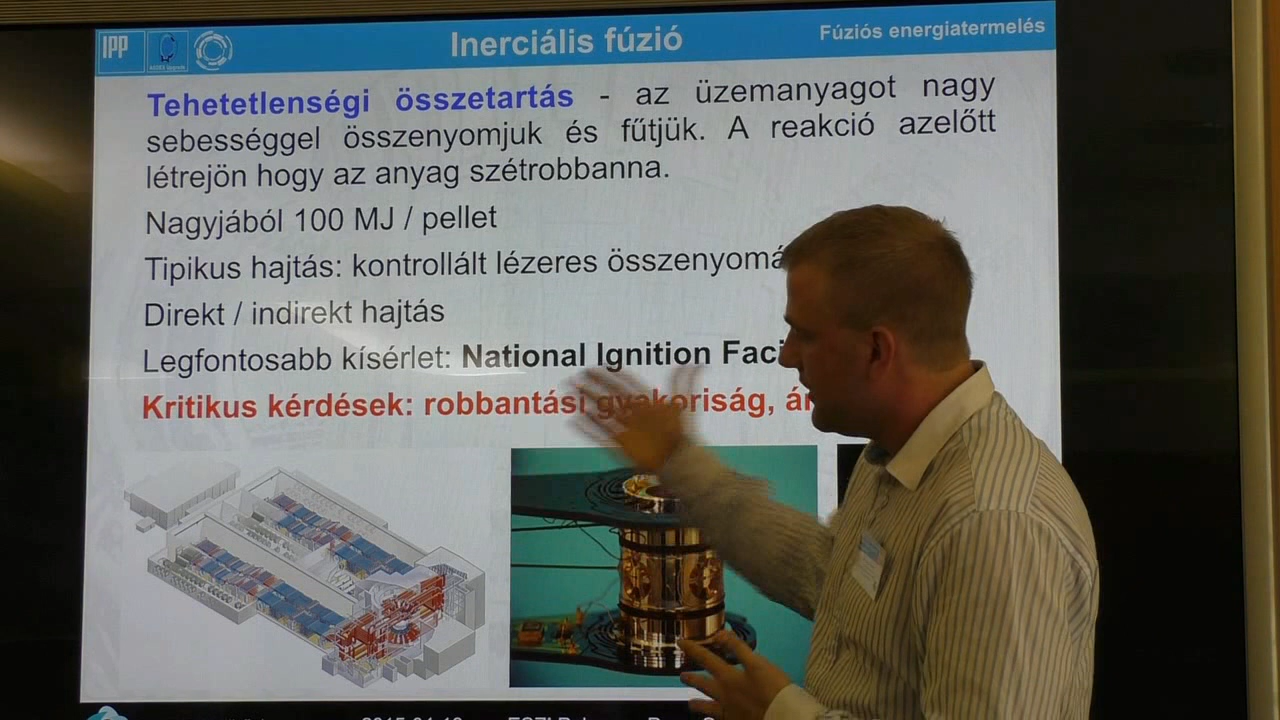 IPP
Inerciális fúzió
Fúziós energiatermelés
Tehetetlenségi összetartás - az üzemanyagot nagy
sebességgel összenyomjuk és fűtjük. A reakció azelőtt
létrejön hogy az anyag szétrobbanna.
Nagyjából 100 MJ / pellet
Tipikus hajtás: kontrollált lézeres összenyomá
Direkt / indirekt hajtás
Legfontosabb kísérlet: National Ignition Faci
Kritikus kérdések: robbantási gyakoriság, ár